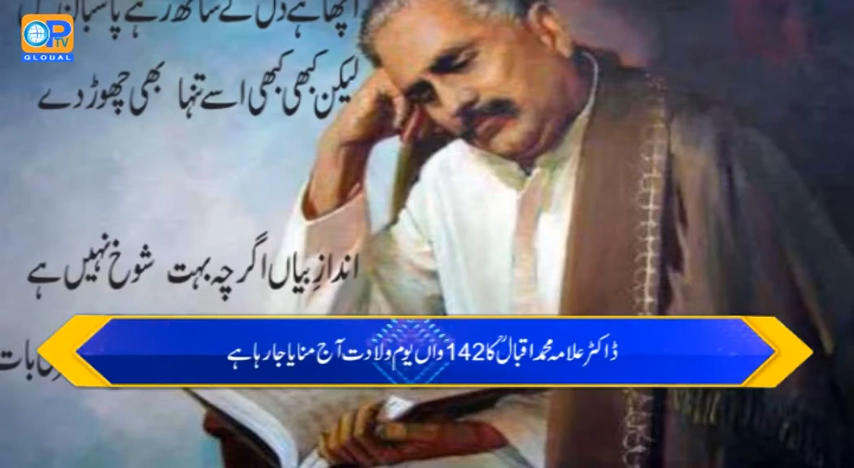 OP
TV
GLOUAL
اچھا ہے دل کے ساتھ رہے پاسبان
لیکن کبھی کبھی اسے تنہا بھی چھوڑ دے
اندازِ بیاں اگرچہ بہت شوخ نہیں ہے
بات
ڈاکٹر علامہ محمد اقبالؒ کا 142 واں یوم ولادت آج منایا جا رہا ہے